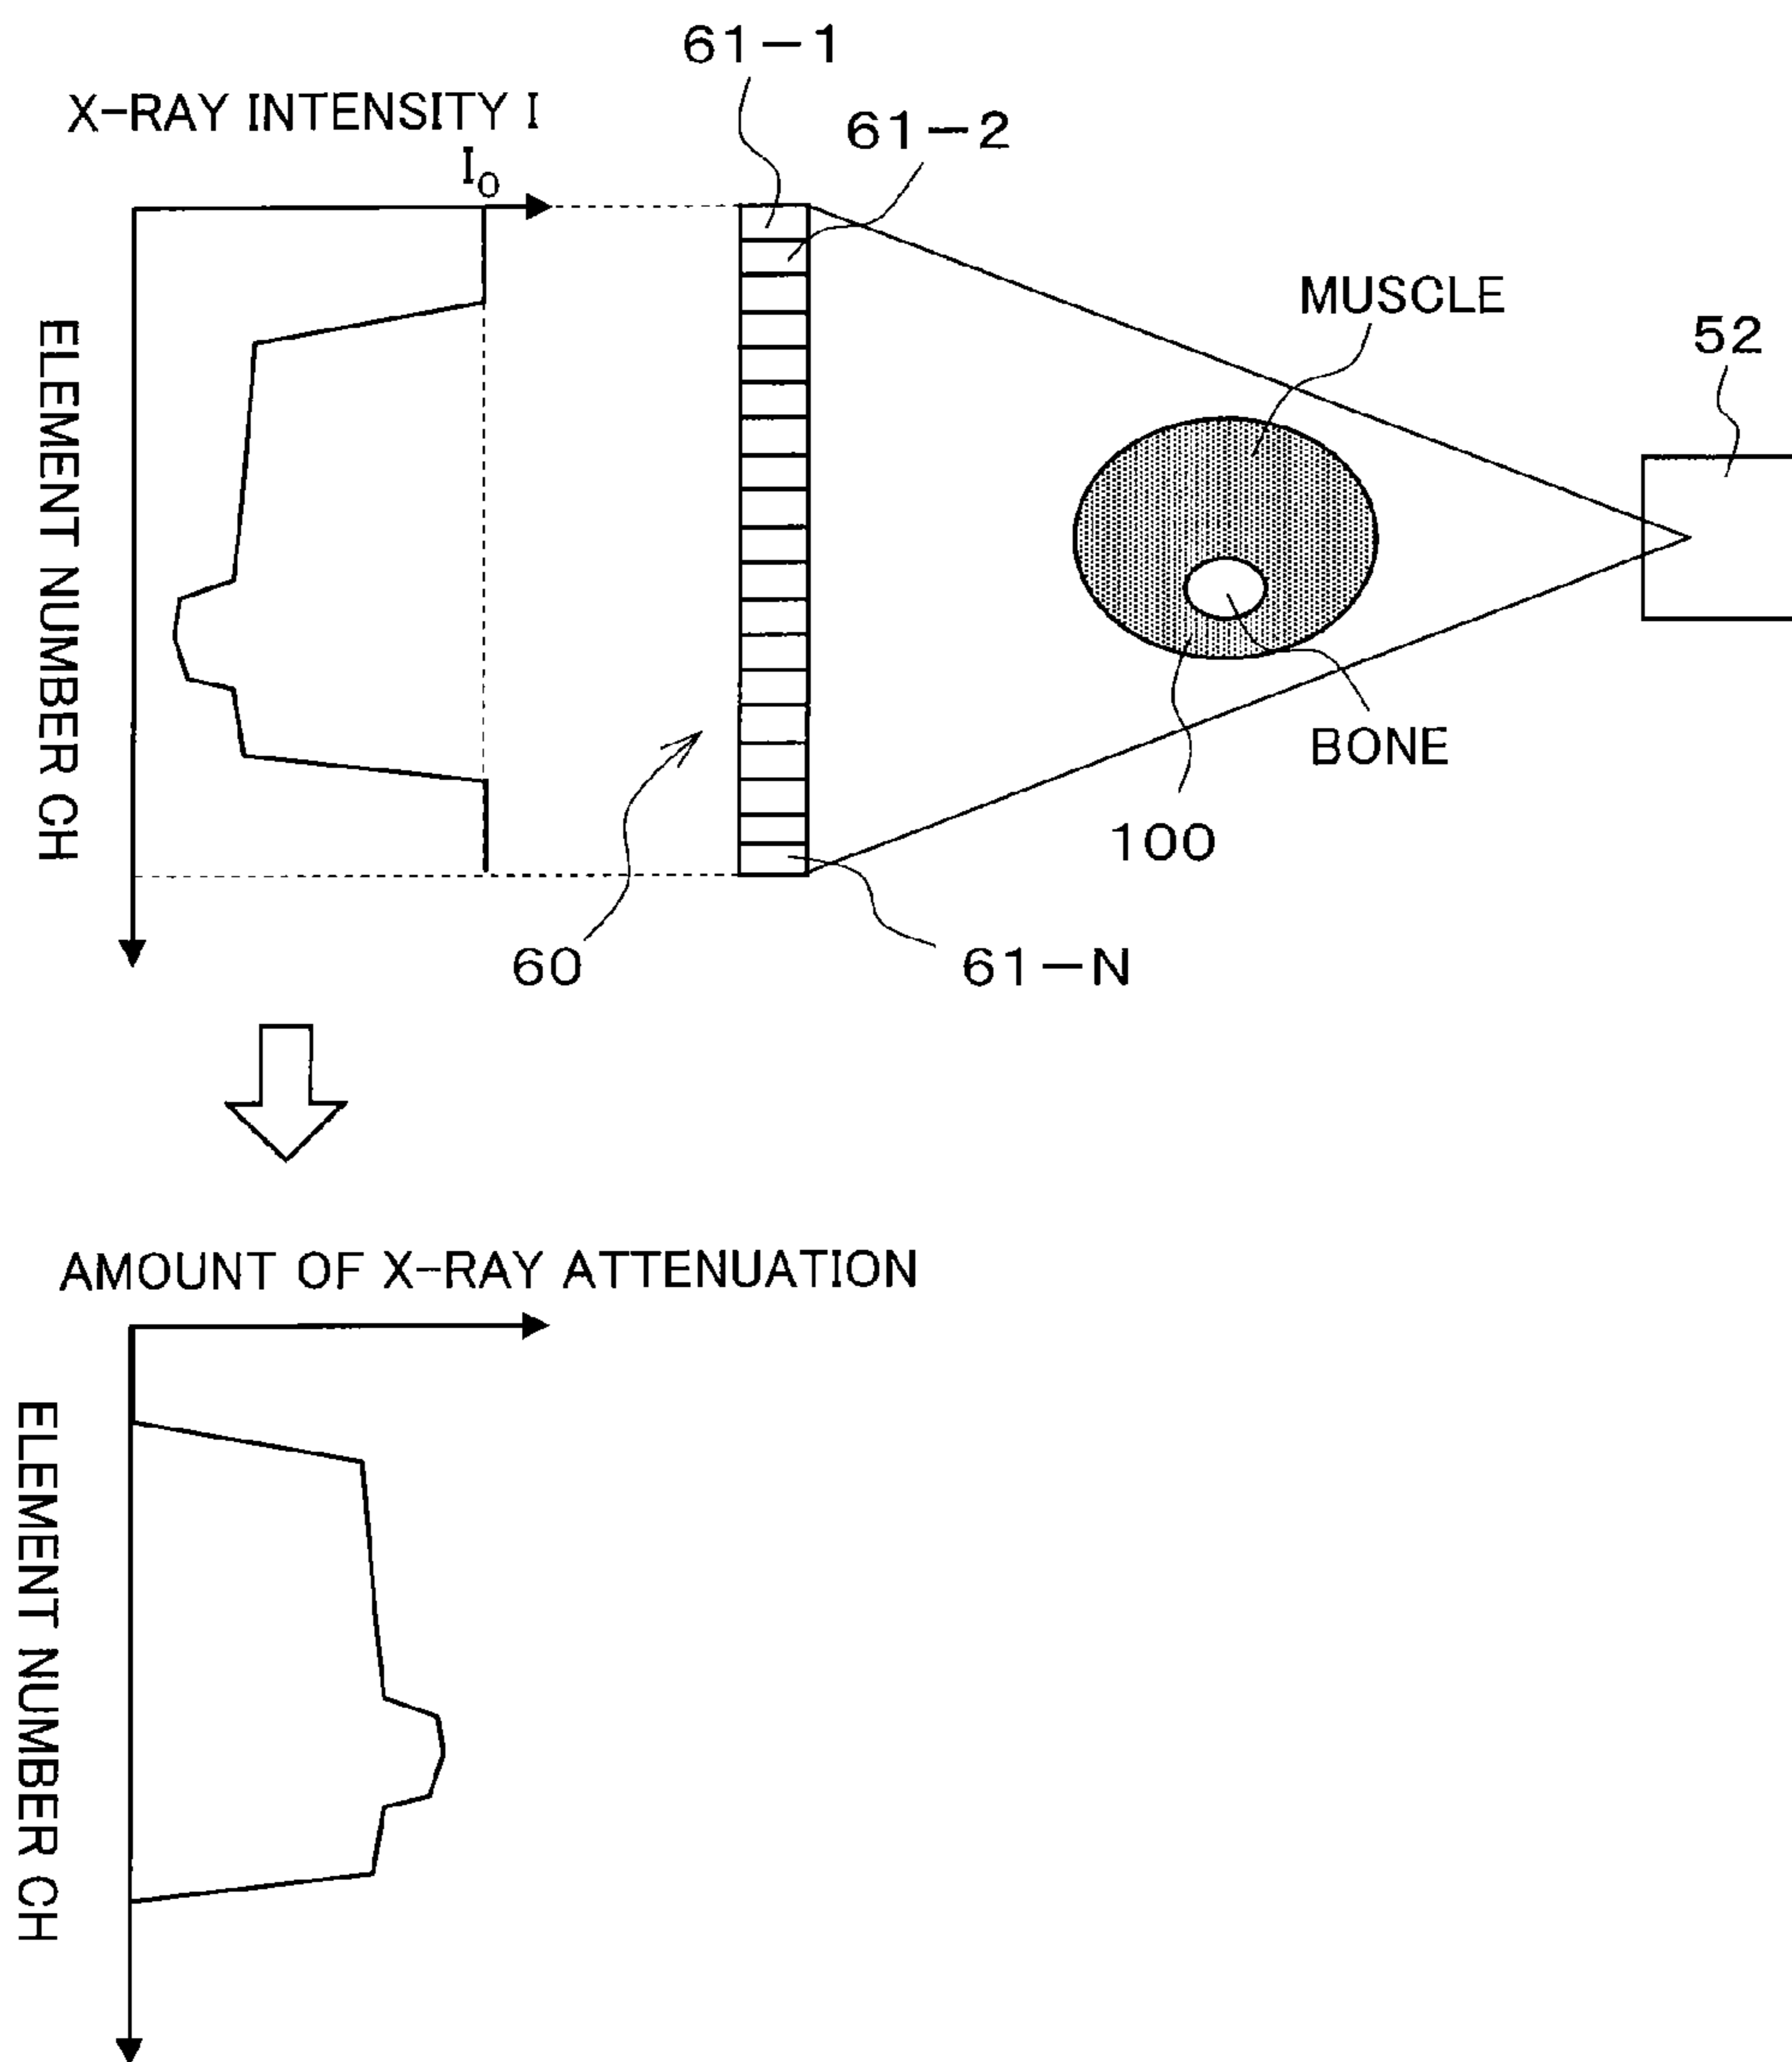 61-1
X-RAY INTENSITY I
61-2
I0
MUSCLE
52
ELEMENT NUMBER CH
BONE
100
60
61-N
AMOUNT OF X-RAY ATTENUATION
ELEMENT NUMBER CH